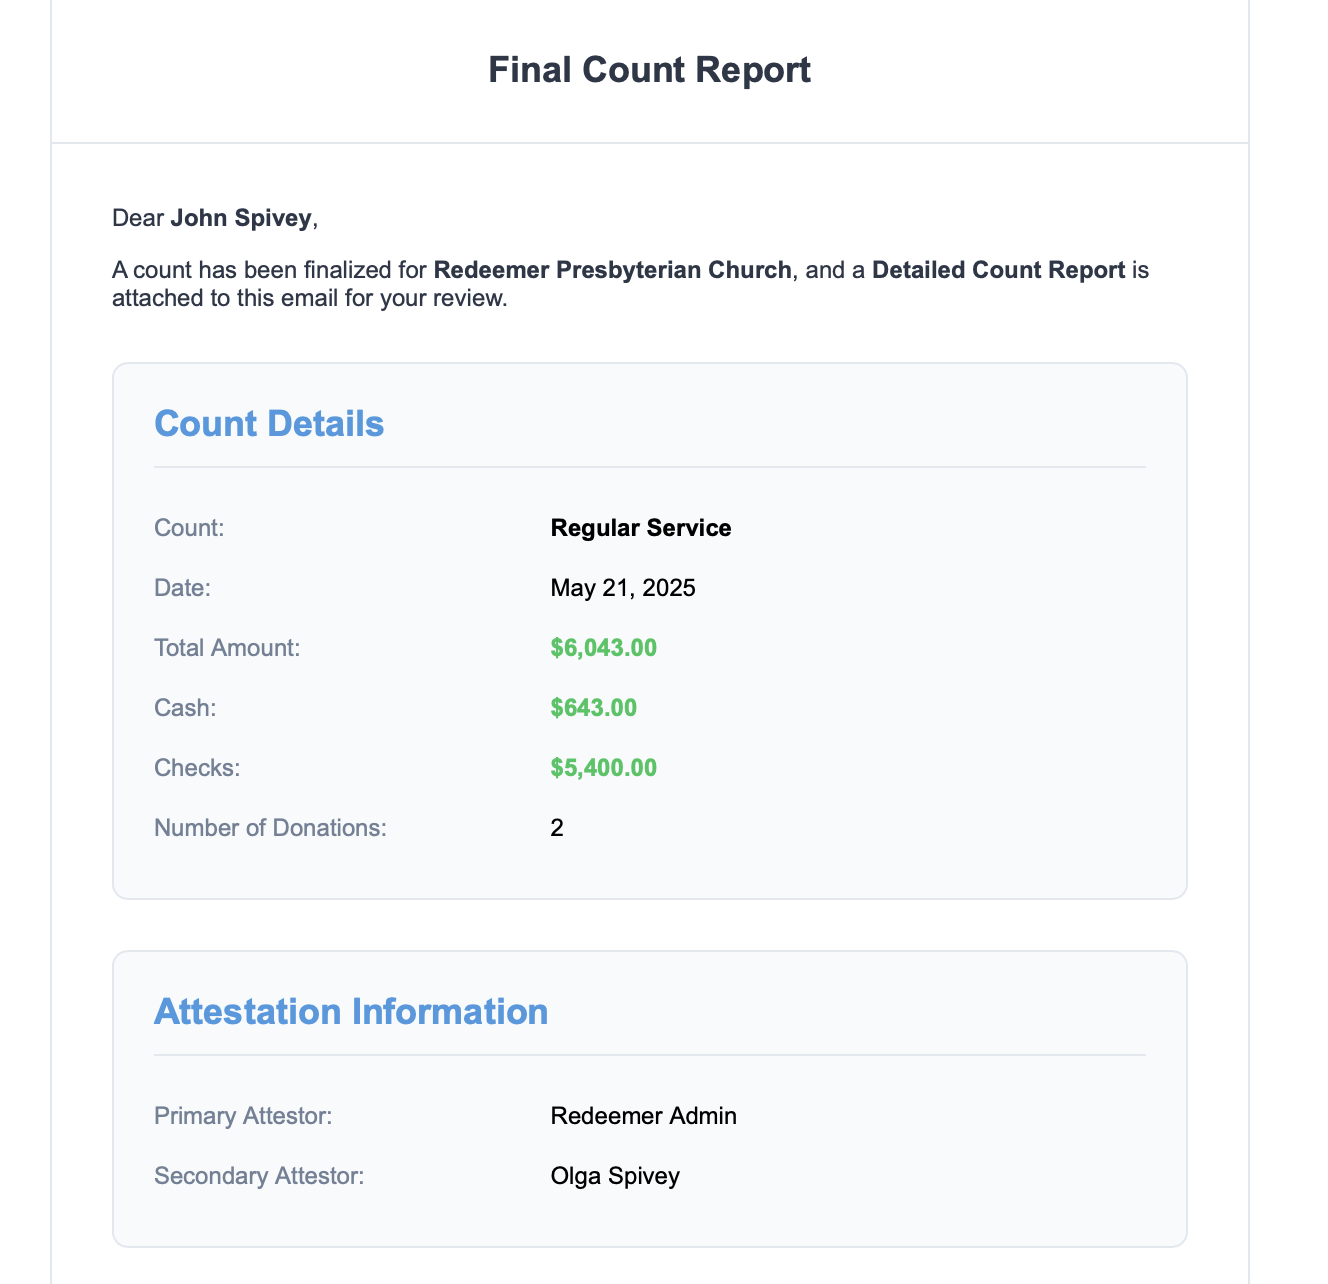 Final Count Report
Dear John Spivey,
A count has been finalized for Redeemer Presbyterian Church, and a Detailed Count Report is
attached to this email for your review.
Count Details
Count: Regular Service
Date: May 21, 2025
Total Amount: $6,043.00
Cash: $643.00
Checks: $5,400.00
Number of Donations: 2
Attestation Information
Primary Attestor: Redeemer Admin
Secondary Attestor: Olga Spivey